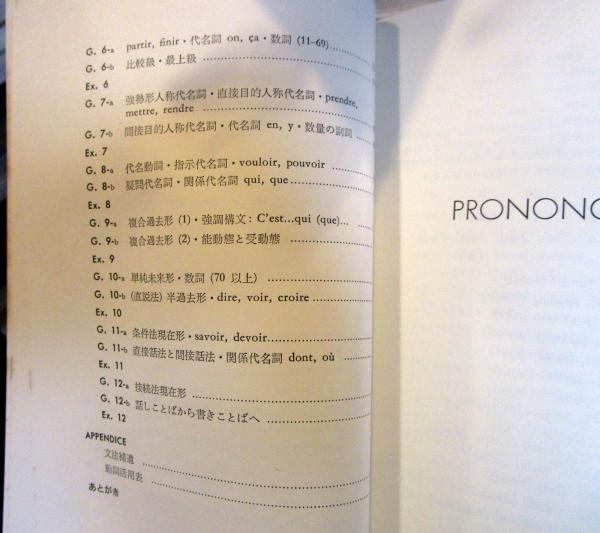 G. 6-a partir, finir・代名詞 on, ça・数詞 (11–69)
G. 6-b 比較級・最上級
Ex. 6
G. 7-a 強勢形人称代名詞・直接目的人称代名詞・prendre,
mettre, rendre
G. 7-b 間接目的人称代名詞・代名詞 en, y・数量の副詞
Ex. 7
G. 8-a 代名動詞・指示代名詞・vouloir, pouvoir
G. 8-b 疑問代名詞・関係代名詞 qui, que
Ex. 8
G. 9-a 複合過去形 (1)・強調構文: C'est...qui (que)...
G. 9-b 複合過去形 (2)・能動態と受動態
Ex. 9
G. 10-a 単純未来形・数詞 (70 以上)
G. 10-b (直説法) 半過去形・dire, voir, croire
Ex. 10
G. 11-a 条件法現在形・savoir, devoir
G. 11-b 直接話法と間接話法・関係代名詞 dont, où
Ex. 11
G. 12-a 接続法現在形
G. 12-b 話しことばから書きことばへ
Ex. 12
APPENDICE
文法補遺
動詞活用表
あとがき
PRONONC